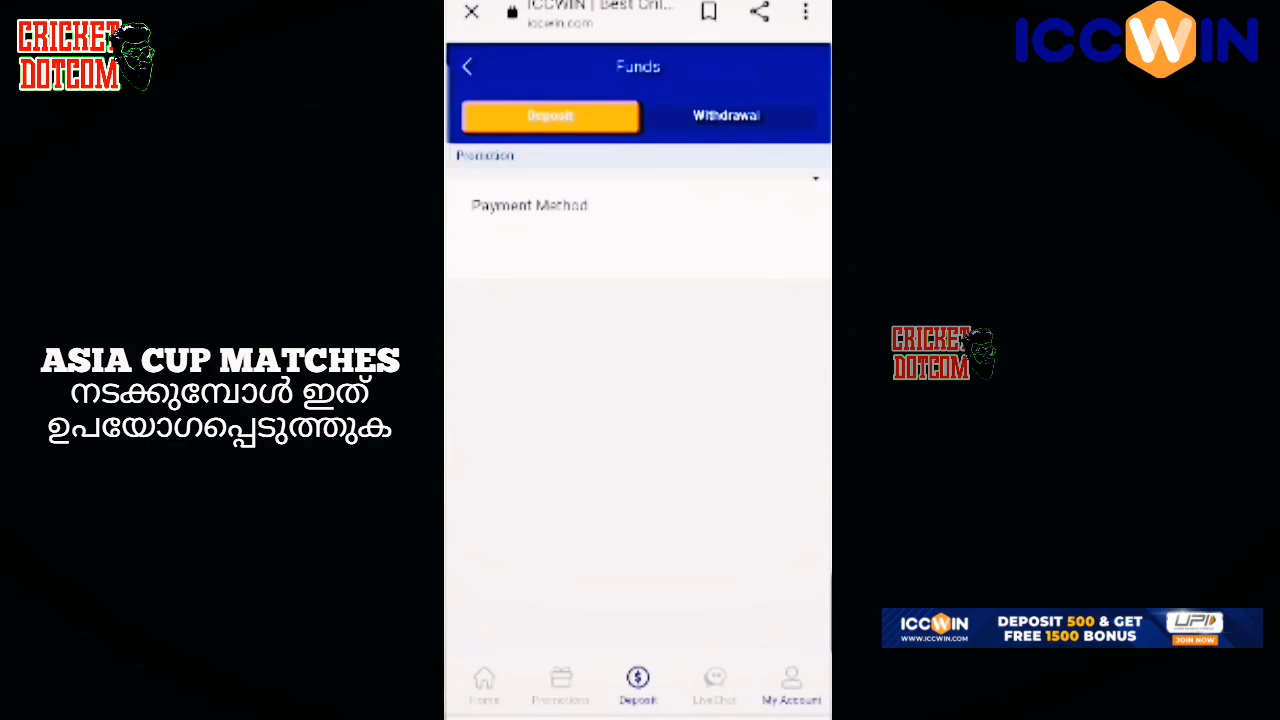 CRICKET
DOTCOM
ICCWIN | Best Cri...
iccwin.com
ICCWIN
Funds
Deposit
Withdrawal
Promotion
Payment Method
ASIA CUP MATCHES
നടക്കുമ്പോൾ ഇത്
ഉപയോഗപ്പെടുത്തുക
CRICKET
DOTCOM
ICCWIN
WWW.ICCWIN.COM
DEPOSIT 500 & GET
FREE 1500 BONUS
UPI
JOIN NOW
Home
Promotions
Deposit
LiveChat
My Account